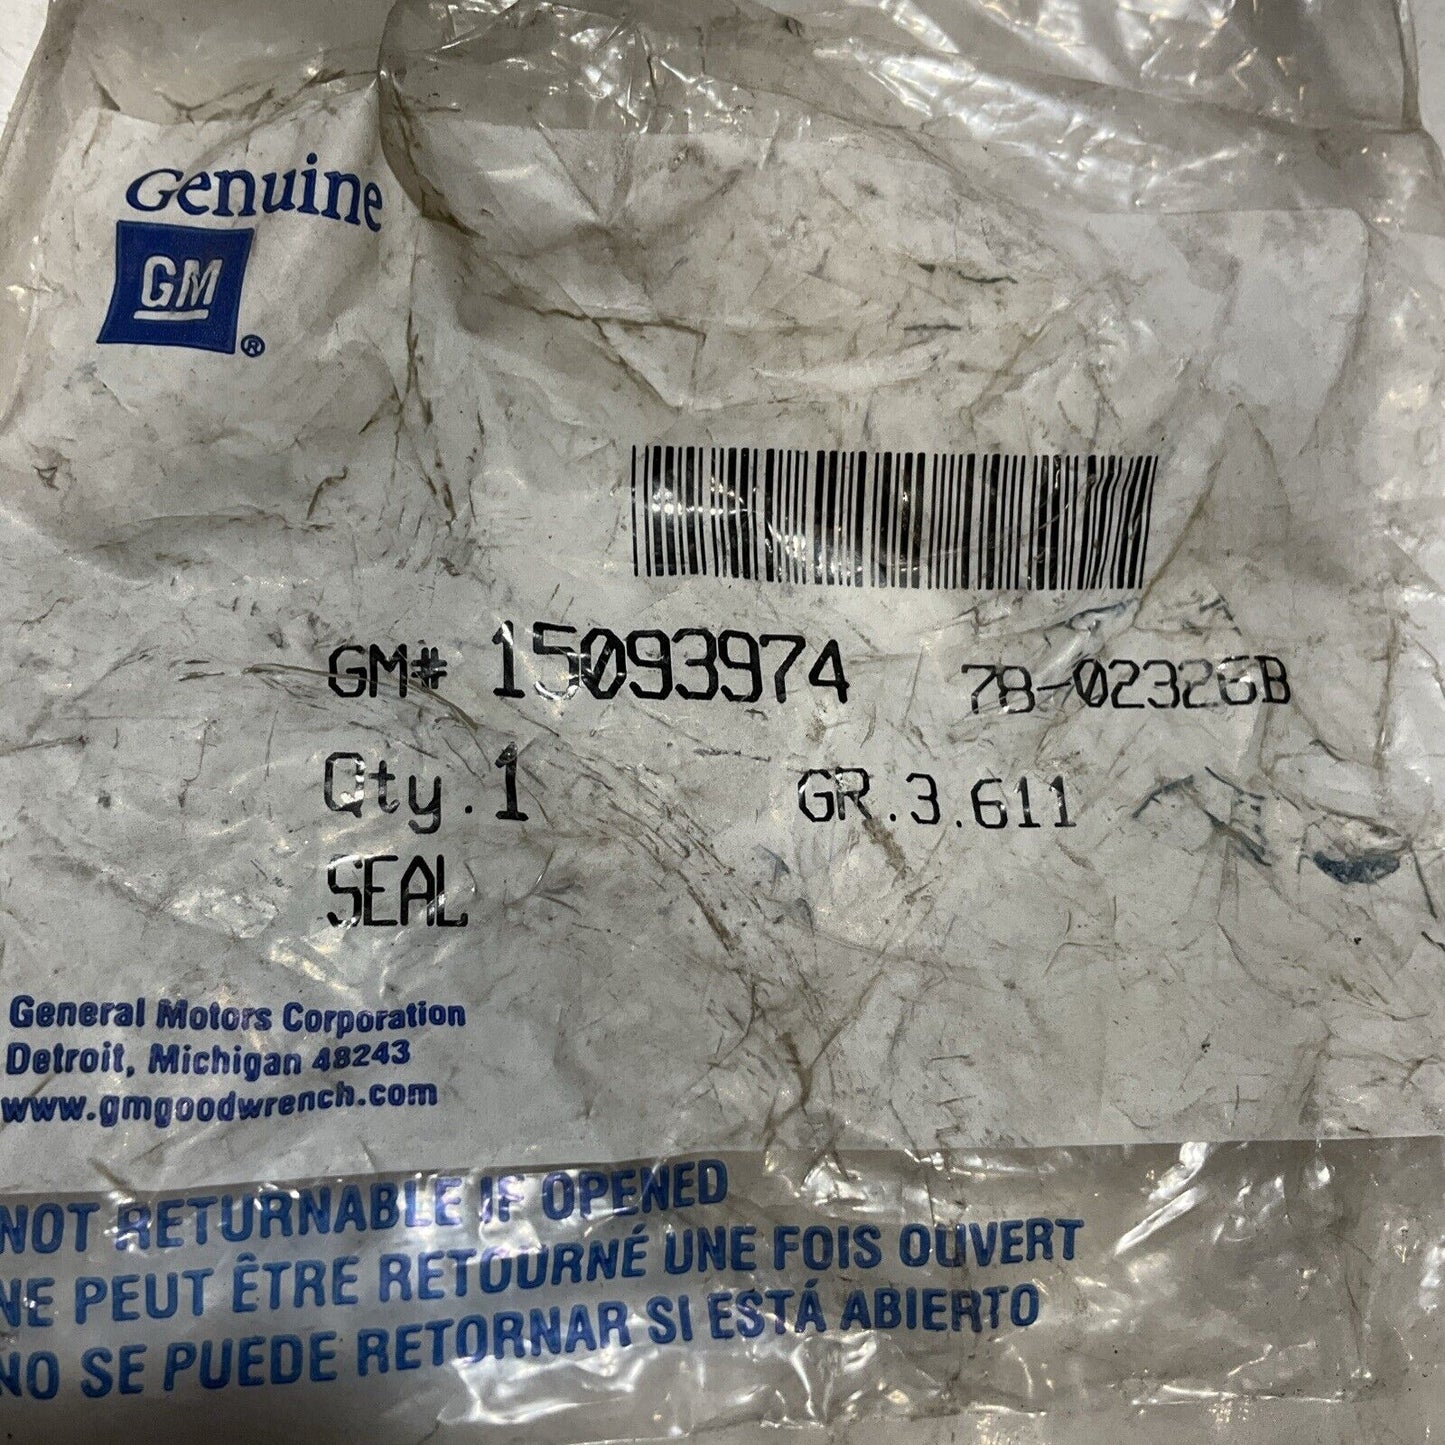 Genuine
GM
®
GM# 15093974 78-02326B
Qty.1 GR.3.611
SEAL
General Motors Corporation
Detroit, Michigan 48243
www.gmgoodwrench.com
NOT RETURNABLE IF OPENED
NE PEUT ÊTRE RETOURNÉ UNE FOIS OUVERT
NO SE PUEDE RETORNAR SI ESTÁ ABIERTO